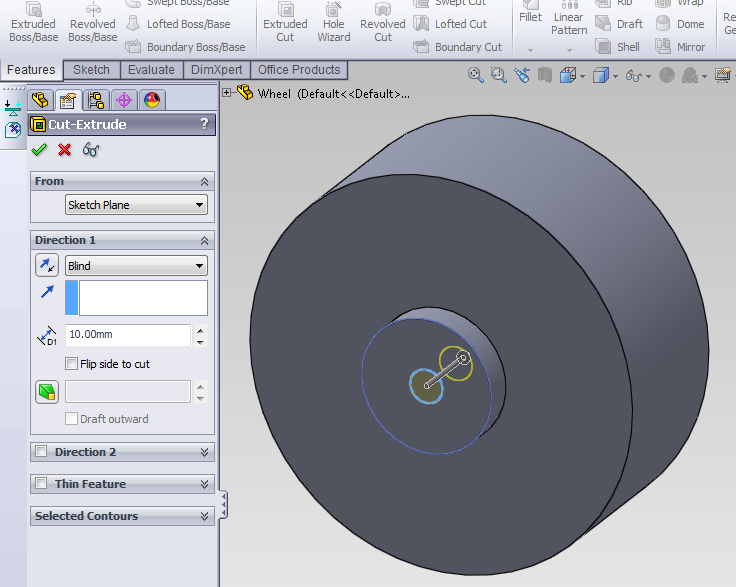 Swept Boss/Base
Swept Cut
Rib
Wrap
Extruded Boss/Base
Revolved Boss/Base
Lofted Boss/Base
Boundary Boss/Base
Extruded Cut
Hole Wizard
Revolved Cut
Lofted Cut
Boundary Cut
Fillet
Linear Pattern
Draft
Shell
Dome
Mirror
Features
Sketch
Evaluate
DimXpert
Office Products
Wheel (Default<<Default>...
Cut-Extrude
?
From
Sketch Plane
Direction 1
Blind
D1
10.00mm
Flip side to cut
Draft outward
Direction 2
Thin Feature
Selected Contours